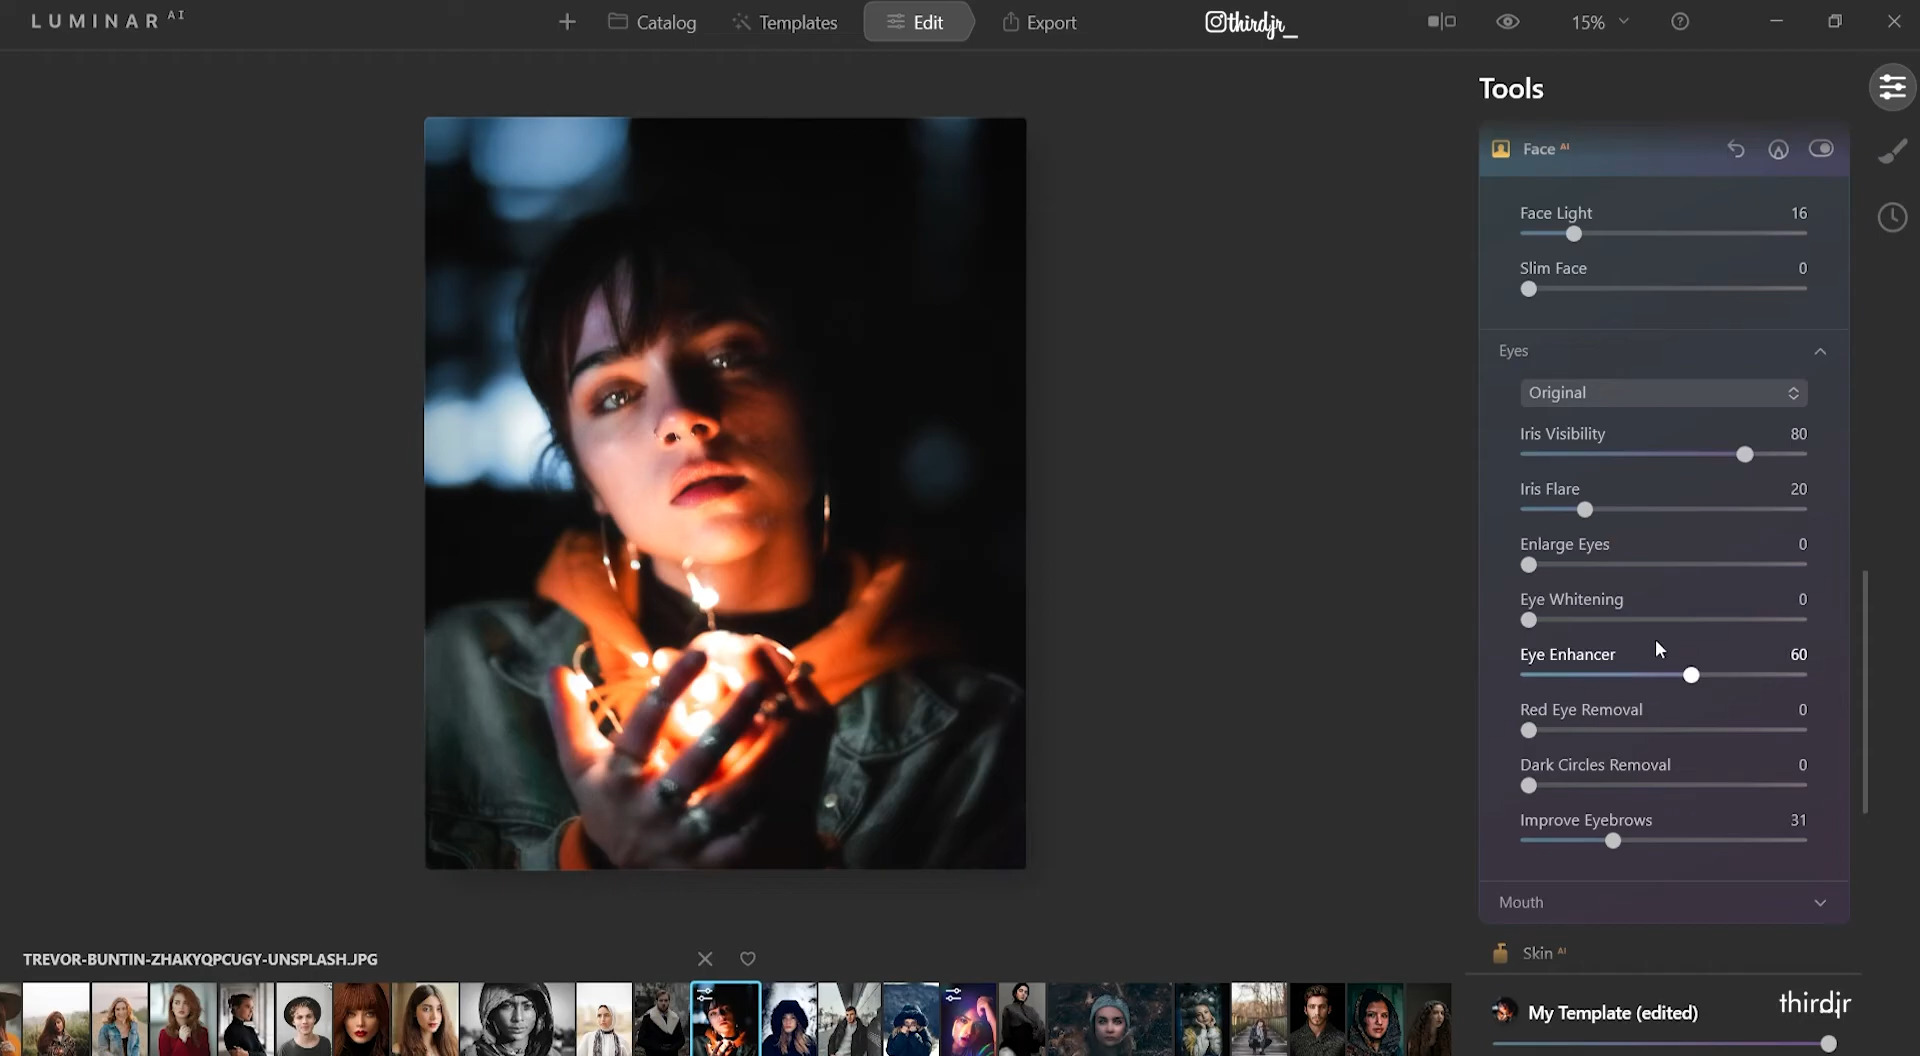 LUMINAR AI
Catalog
Templates
Edit
Export
thirdjr_
15%
Tools
Face AI
Face Light 16
Slim Face 0
Eyes
Original
Iris Visibility 80
Iris Flare 20
Enlarge Eyes 0
Eye Whitening 0
Eye Enhancer 60
Red Eye Removal 0
Dark Circles Removal 0
Improve Eyebrows 31
Mouth
Skin AI
TREVOR-BUNTIN-ZHAKYQPCUGY-UNSPLASH.JPG
My Template (edited)
thirdjr